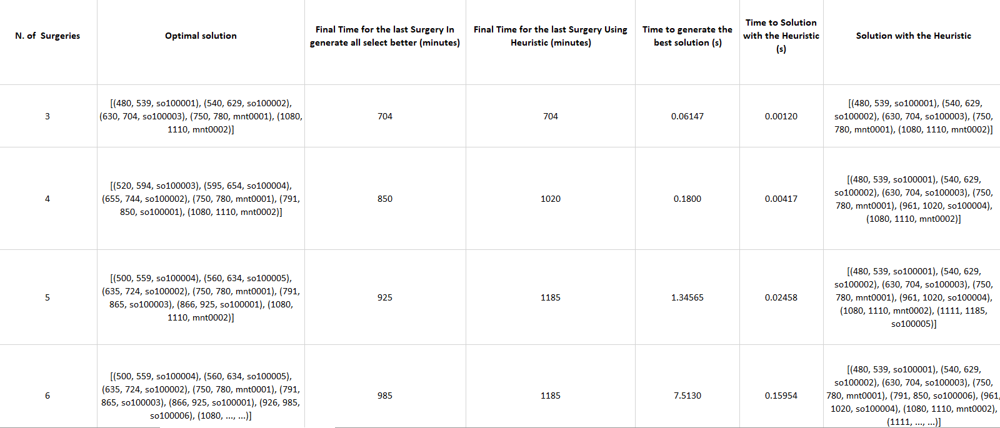 N. of  Surgeries
Optimal solution
Final Time for the last Surgery In
generate all select better (minutes)
Final Time for the last Surgery Using
Heuristic (minutes)
Time to generate the
best solution (s)
Time to Solution
with the Heuristic
(s)
Solution with the Heuristic
3
[(480, 539, so100001), (540, 629, so100002),
(630, 704, so100003), (750, 780, mnt0001), (1080,
1110, mnt0002)]
704
704
0.06147
0.00120
[(480, 539, so100001), (540, 629,
so100002), (630, 704, so100003), (750,
780, mnt0001), (1080, 1110, mnt0002)]
4
[(520, 594, so100003), (595, 654, so100004),
(655, 744, so100002), (750, 780, mnt0001), (791,
850, so100001), (1080, 1110, mnt0002)]
850
1020
0.1800
0.00417
[(480, 539, so100001), (540, 629,
so100002), (630, 704, so100003), (750,
780, mnt0001), (961, 1020, so100004),
(1080, 1110, mnt0002)]
5
[(500, 559, so100004), (560, 634, so100005),
(635, 724, so100002), (750, 780, mnt0001), (791,
865, so100003), (866, 925, so100001), (1080,
1110, mnt0002)]
925
1185
1.34565
0.02458
[(480, 539, so100001), (540, 629,
so100002), (630, 704, so100003), (750,
780, mnt0001), (961, 1020, so100004),
(1080, 1110, mnt0002), (1111, 1185,
so100005)]
6
[(500, 559, so100004), (560, 634, so100005),
(635, 724, so100002), (750, 780, mnt0001), (791,
865, so100003), (866, 925, so100001), (926, 985,
so100006), (1080, ..., ...)]
985
1185
7.5130
0.15954
[(480, 539, so100001), (540, 629,
so100002), (630, 704, so100003), (750,
780, mnt0001), (791, 850, so100006), (961,
1020, so100004), (1080, 1110, mnt0002),
(1111, ..., ...)]